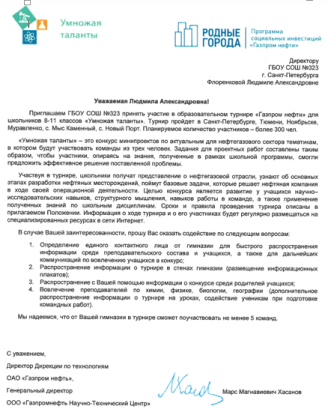 Умножая
таланты
РОДНЫЕ
ГОРОДА
Программа
социальных инвестиций
«Газпром нефти»
Директору
ГБОУ СОШ №323
г. Санкт-Петербурга
Флоренковой Людмиле Александровне
Уважаемая Людмила Александровна!
Приглашаем ГБОУ СОШ №323 принять участие в образовательном турнире «Газпром нефти» для
школьников 8-11 классов «Умножая таланты». Турнир пройдет в Санкт-Петербурге, Тюмени, Ноябрьске,
Муравленко, с. Мыс Каменный, с. Новый Порт. Планируемое количество участников – более 300 чел.
«Умножая таланты» – это конкурс минипроектов по актуальным для нефтегазового сектора тематикам,
в котором будут участвовать команды из трех человек. Задания для проектных работ составлены таким
образом, чтобы участники, опираясь на знания, полученные в рамках школьной программы, смогли
предложить эффективное решение поставленной проблемы.
Участвуя в турнире, школьники получат представление о нефтегазовой отрасли, узнают об основных
этапах разработки нефтяных месторождений, поймут базовые задачи, которые решает нефтяная компания
в ходе своей операционной деятельности. Целью конкурса является развитие у учащихся научно-
исследовательских навыков, структурного мышления, навыков работы в команде, а также применение
полученных знаний по школьным дисциплинам. Сроки и правила проведения турнира описаны в
прилагаемом Положении. Информация о ходе турнира и о его участниках будет регулярно размещаться на
специализированных ресурсах в сети Интернет.
В случае Вашей заинтересованности, прошу Вас оказать содействие по следующим вопросам:
1. Определение единого контактного лица от гимназии для быстрого распространения
информации среди преподавательского состава и учащихся, а также для дальнейших
коммуникаций по вовлечению учащихся в конкурс;
2. Распространение информации о турнире в стенах гимназии (размещение информационных
плакатов);
3. Распространение с Вашей помощью информации о конкурсе среди родителей учащихся;
4. Вовлечение преподавателей по химии, физике, биологии, географии (дополнительное
распространение информации о турнире на уроках, содействие ученикам при подготовке
командных работ).
Мы надеемся, что от Вашей гимназии в турнире сможет поучаствовать не менее 5 команд.
С уважением,
Директор Дирекции по технологиям
ОАО «Газпром нефть»,
Генеральный директор
Марс Магнавиевич Хасанов
ООО «Газпромнефть Научно-Технический Центр»